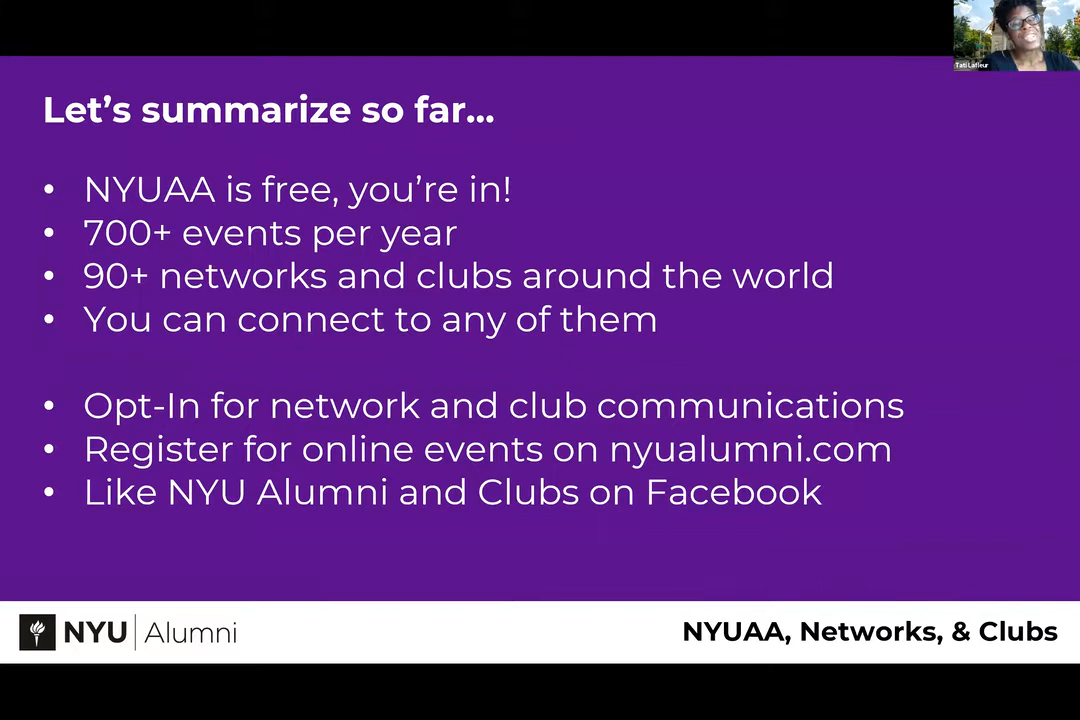 Tati Lafleur
Let's summarize so far...
• NYUAA is free, you're in!
• 700+ events per year
• 90+ networks and clubs around the world
• You can connect to any of them
• Opt-In for network and club communications
• Register for online events on nyualumni.com
• Like NYU Alumni and Clubs on Facebook
NYU | Alumni
NYUAA, Networks, & Clubs